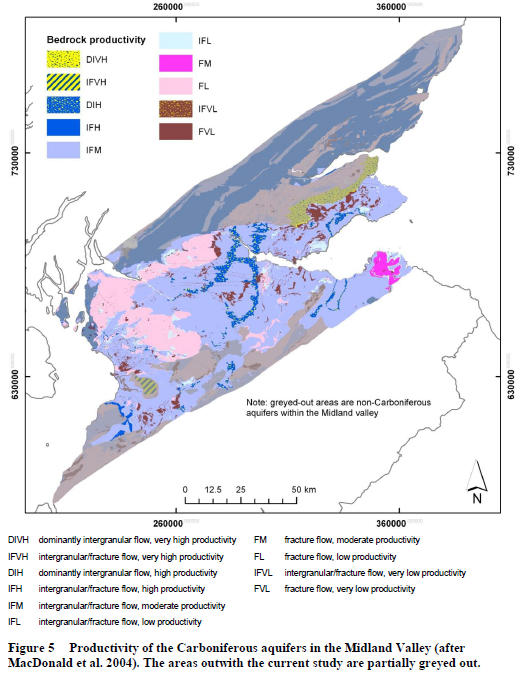 260000
360000
Bedrock productivity
DIVH
IFVH
DIH
IFH
IFM
IFL
FM
FL
IFVL
FVL
730000
730000
630000
630000
Note: greyed-out areas are non-Carboniferous
aquifers within the Midland valley
0 12.5 25 50 km
N
260000
360000
DIVH dominantly intergranular flow, very high productivity
IFVH intergranular/fracture flow, very high productivity
DIH dominantly intergranular flow, high productivity
IFH intergranular/fracture flow, high productivity
IFM intergranular/fracture flow, moderate productivity
IFL intergranular/fracture flow, low productivity
FM fracture flow, moderate productivity
FL fracture flow, low productivity
IFVL intergranular/fracture flow, very low productivity
FVL fracture flow, very low productivity
Figure 5 Productivity of the Carboniferous aquifers in the Midland Valley (after
MacDonald et al. 2004). The areas outwith the current study are partially greyed out.